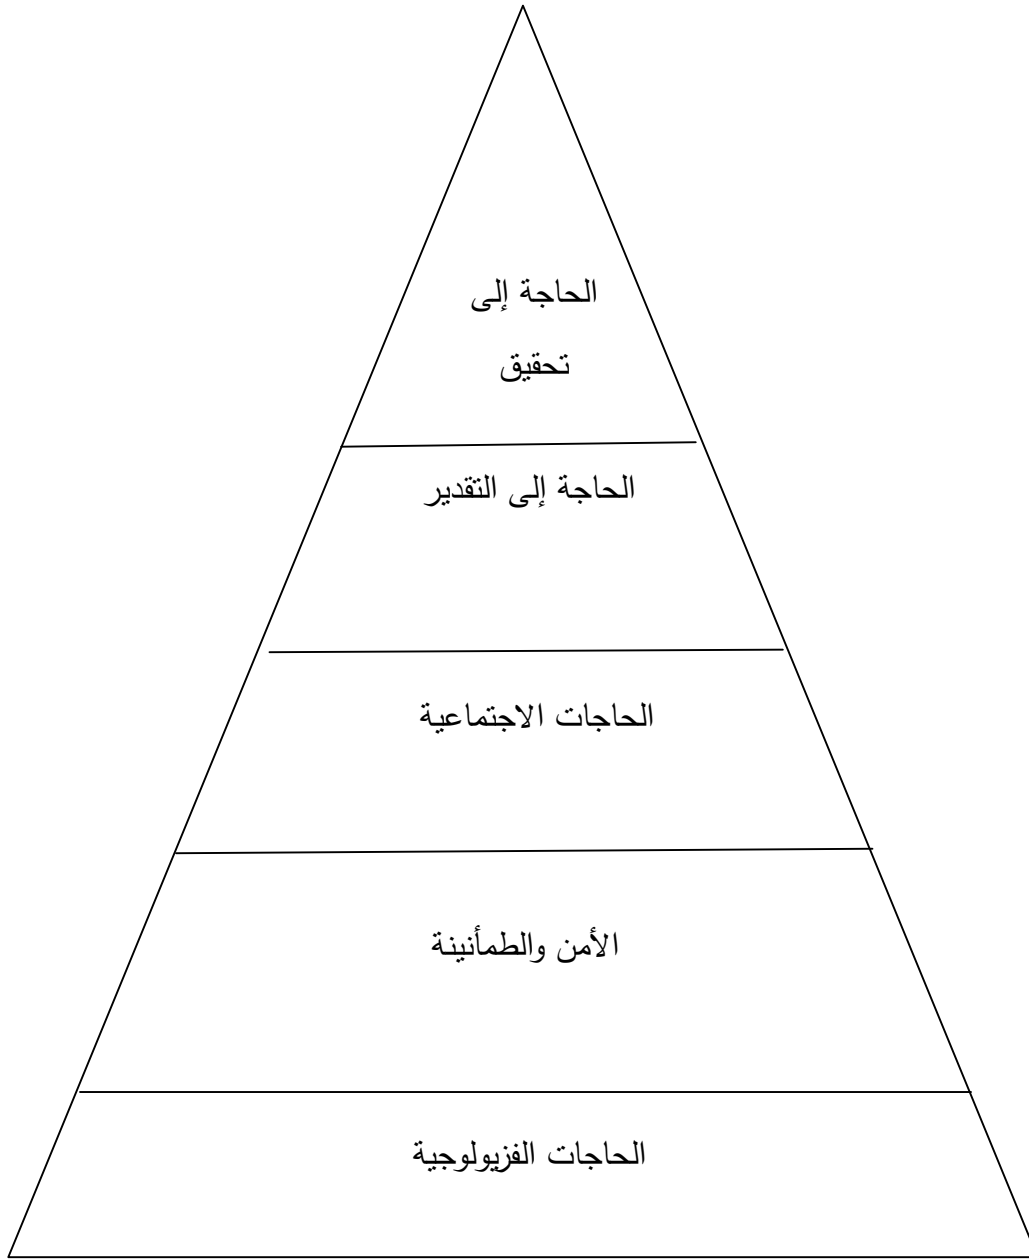 الحاجة إلى
تحقيق
الحاجة إلى التقدير
الحاجات الاجتماعية
الأمن والطمأنينة
الحاجات الفزيولوجية